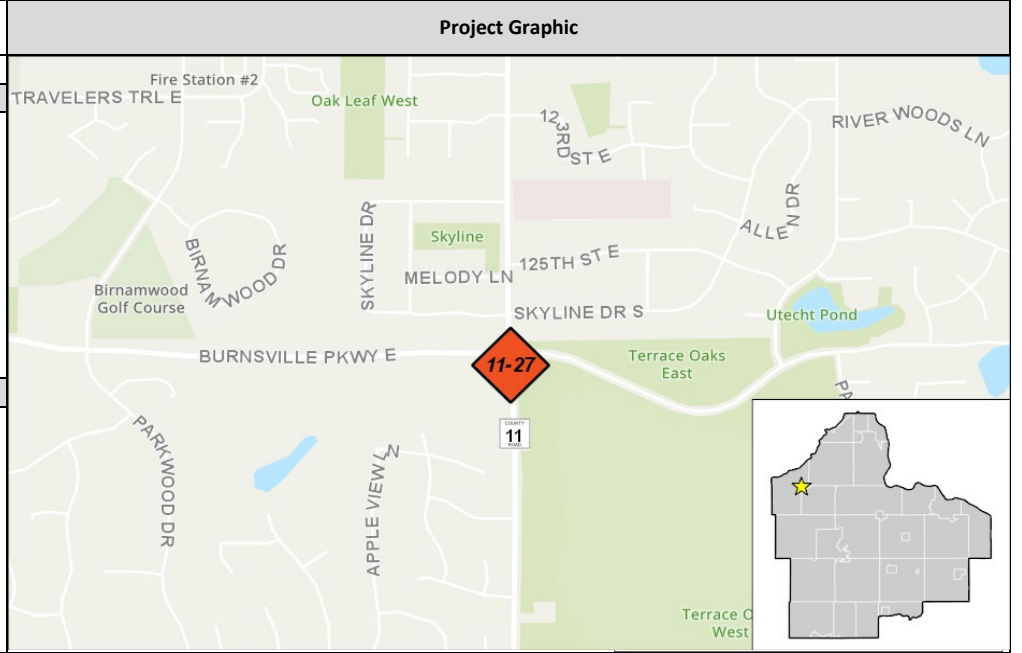 Project Graphic
Fire Station #2
TRAVELERS TRL E
Oak Leaf West
123RD ST E
RIVER WOODS LN
SKYLINE DR
ALLEN DR
BIRNAMWOOD DR
Skyline
MELODY LN
125TH ST E
Birnamwood
Golf Course
SKYLINE DR S
Utecht Pond
BURNSVILLE PKWY E
11-27
Terrace Oaks
East
PA
COUNTY
11
ROAD
PARKWOOD DR
APPLE VIEW LN
Terrace O
West